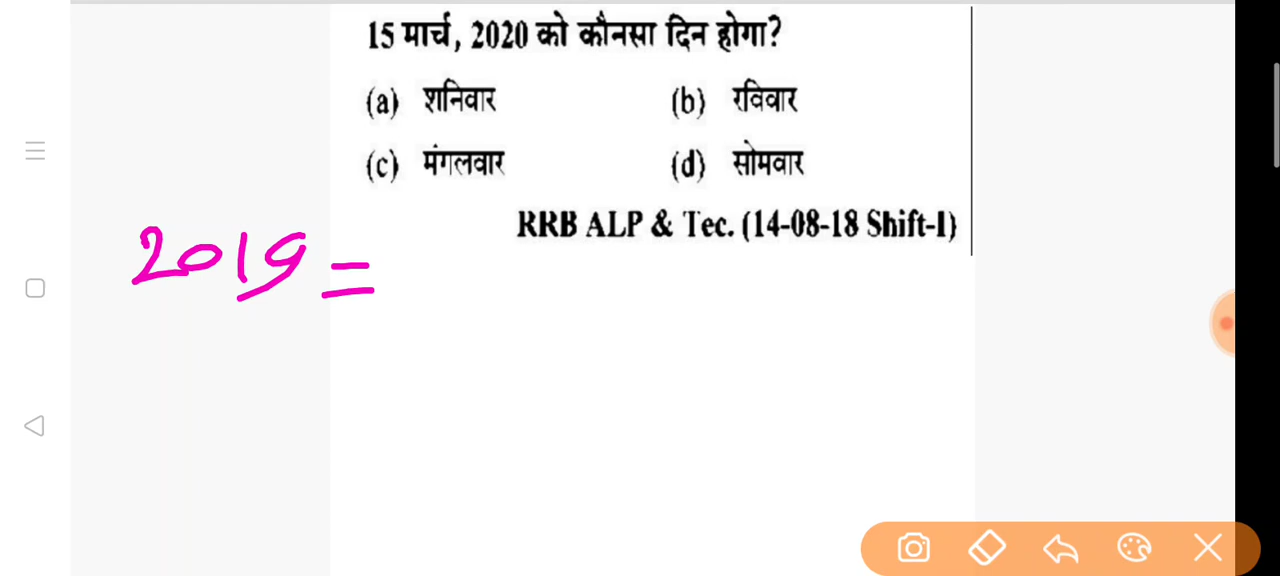 15 मार्च, 2020 को कौनसा दिन होगा?
(a) शनिवार (b) रविवार
(c) मंगलवार (d) सोमवार
RRB ALP & Tec. (14-08-18 Shift-I)
2019 =